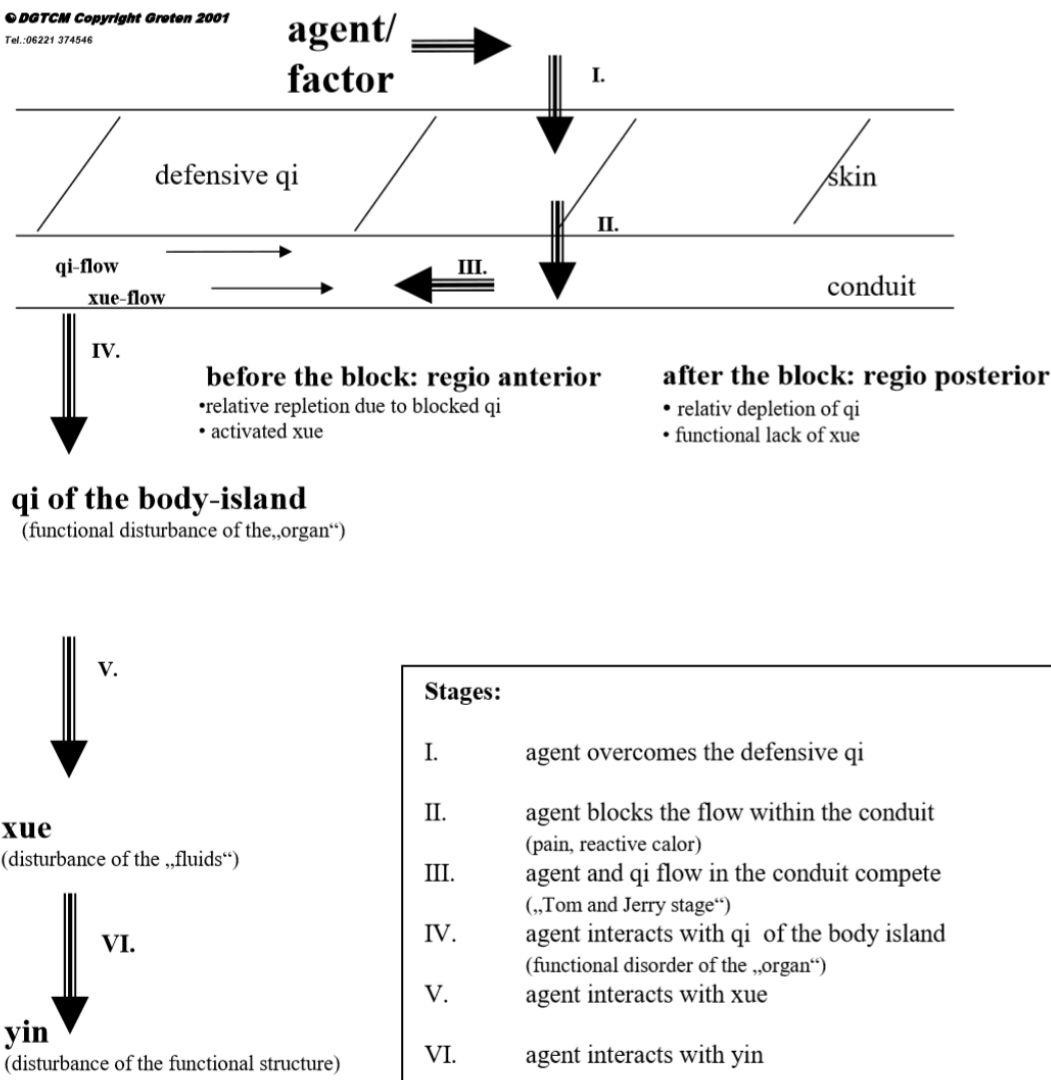 © DGTCM Copyright Greten 2001
Tel.:06221 374546
agent/
factor
I.
defensive qi
skin
II.
qi-flow
III.
xue-flow
conduit
IV.
before the block: regio anterior
•relative repletion due to blocked qi
• activated xue
after the block: regio posterior
• relativ depletion of qi
• functional lack of xue
qi of the body-island
(functional disturbance of the„organ“)
V.
xue
(disturbance of the „fluids“)
VI.
yin
(disturbance of the functional structure)
Stages:
I. agent overcomes the defensive qi
II. agent blocks the flow within the conduit
(pain, reactive calor)
III. agent and qi flow in the conduit compete
(„Tom and Jerry stage“)
IV. agent interacts with qi of the body island
(functional disorder of the „organ“)
V. agent interacts with xue
VI. agent interacts with yin